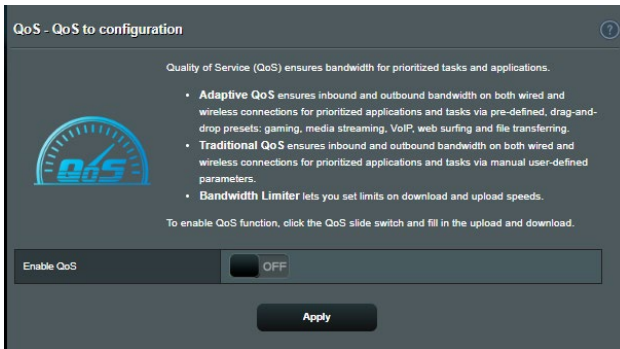 QoS - QoS to configuration
?
Quality of Service (QoS) ensures bandwidth for prioritized tasks and applications.
• Adaptive QoS ensures inbound and outbound bandwidth on both wired and
wireless connections for prioritized applications and tasks via pre-defined, drag-and-
drop presets: gaming, media streaming, VoIP, web surfing and file transferring.
• Traditional QoS ensures inbound and outbound bandwidth on both wired and
wireless connections for prioritized applications and tasks via manual user-defined
parameters.
• Bandwidth Limiter lets you set limits on download and upload speeds.
QoS
To enable QoS function, click the QoS slide switch and fill in the upload and download.
Enable QoS
OFF
Apply